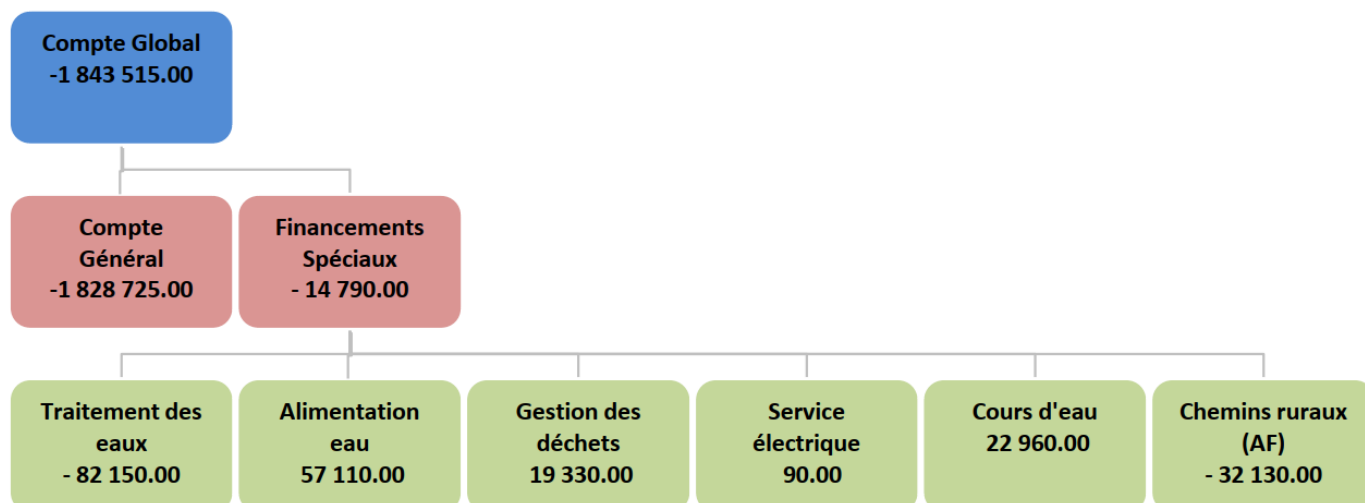 Compte Global
-1 843 515.00
Compte
Général
-1 828 725.00
Financements
Spéciaux
- 14 790.00
Traitement des
eaux
- 82 150.00
Alimentation
eau
57 110.00
Gestion des
déchets
19 330.00
Service
électrique
90.00
Cours d'eau
22 960.00
Chemins ruraux
(AF)
- 32 130.00